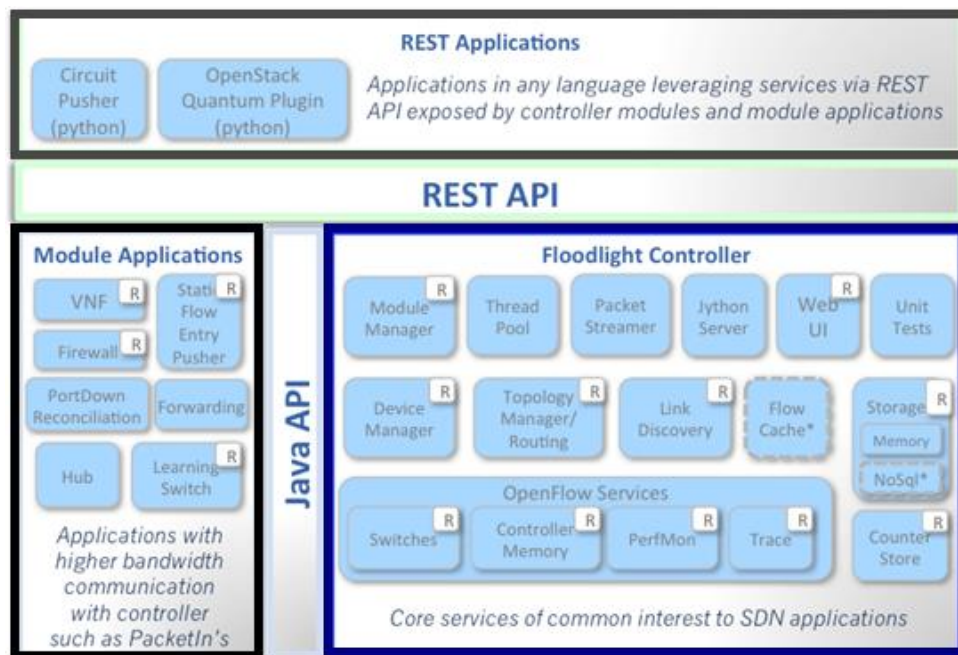 REST Applications
Circuit
Pusher
(python)
OpenStack
Quantum Plugin
(python)
Applications in any language leveraging services via REST
API exposed by controller modules and module applications
REST API
Module Applications
VNF
R
Static
Flow
Entry
Pusher
R
Firewall
R
PortDown
Reconciliation
Forwarding
Hub
Learning
Switch
R
Applications with
higher bandwidth
communication
with controller
such as PacketIn's
Java API
Floodlight Controller
Module
Manager
R
Thread
Pool
Packet
Streamer
Jython
Server
Web
UI
R
Unit
Tests
Device
Manager
R
Topology
Manager/
Routing
R
Link
Discovery
R
Flow
Cache*
Storage
R
Memory
NoSql*
OpenFlow Services
Switches
R
Controller
Memory
R
PerfMon
R
Trace
R
Counter
Store
R
Core services of common interest to SDN applications